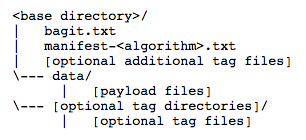 <base directory>/
|   bagit.txt
|   manifest-<algorithm>.txt
|   [optional additional tag files]
\--- data/
      |   [payload files]
\--- [optional tag directories]/
      |   [optional tag files]